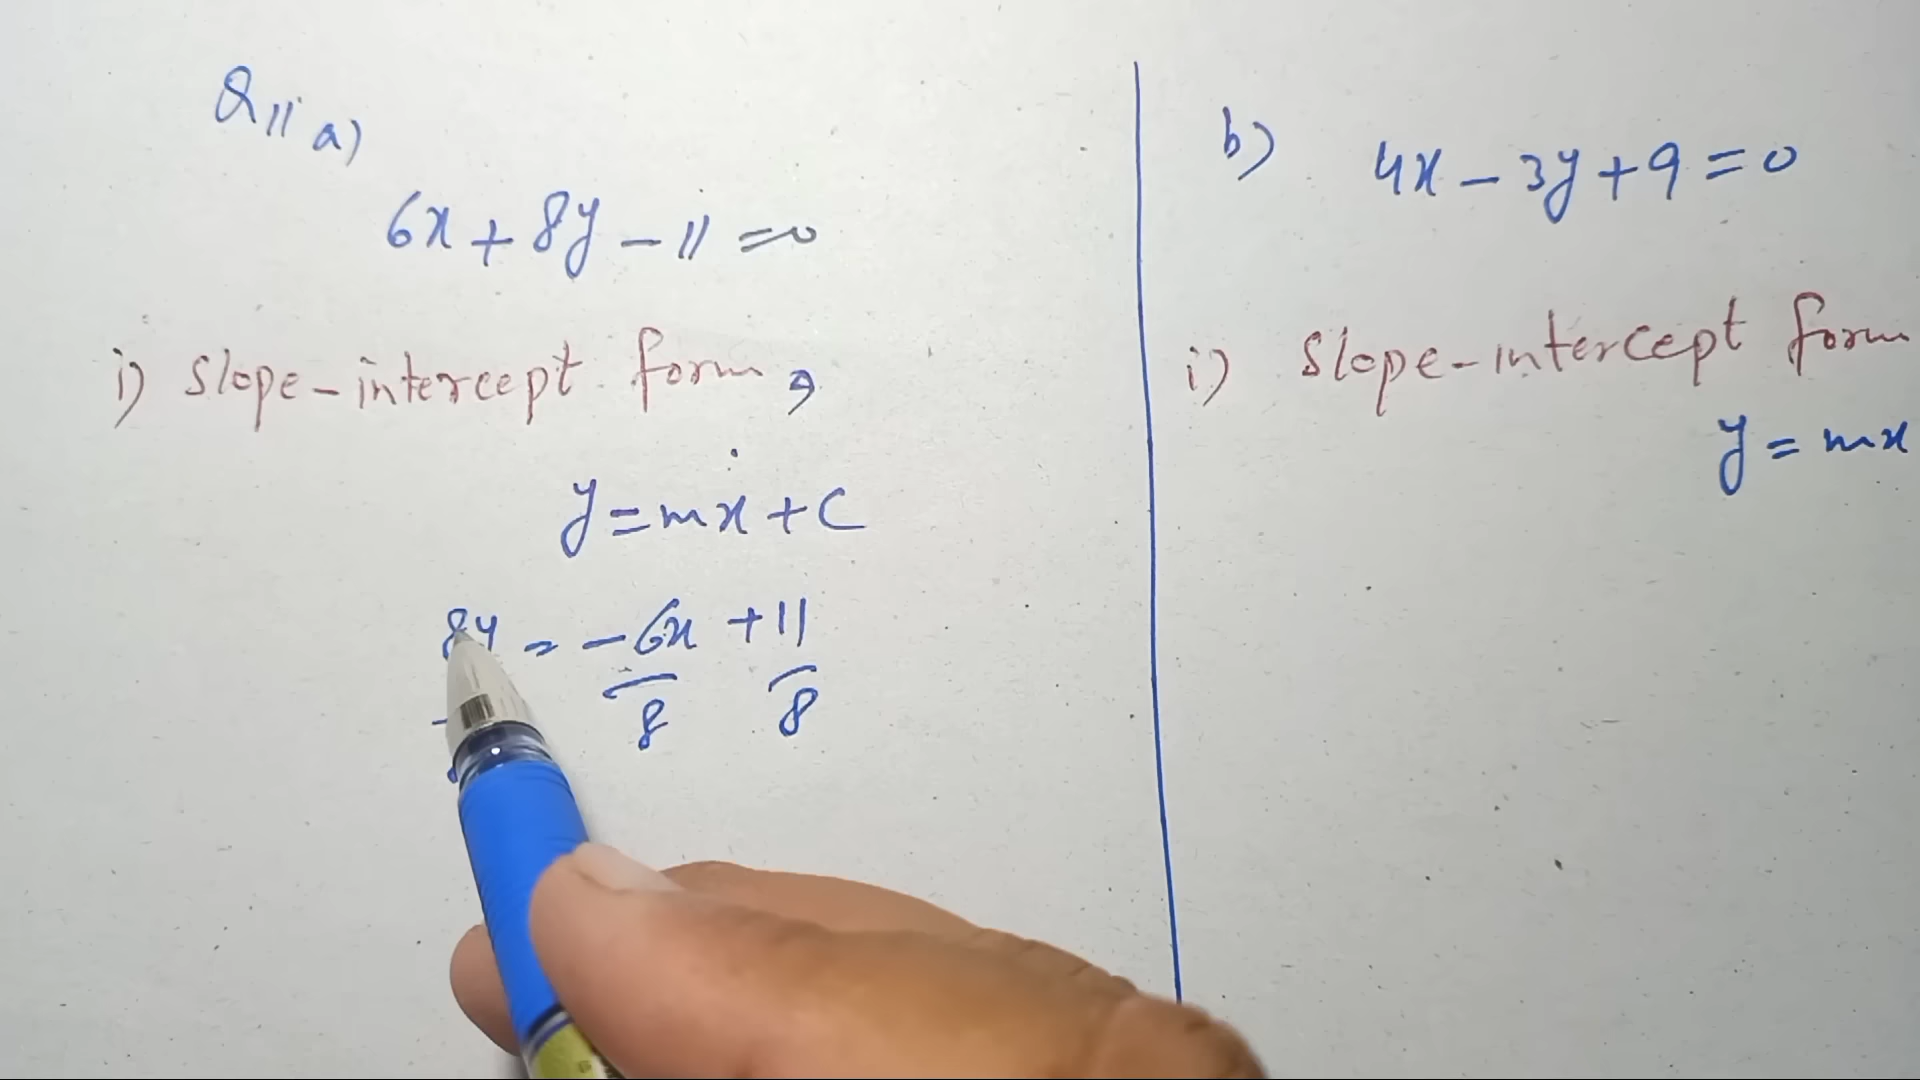 Q11 a)
6x + 8y - 11 = 0
i) Slope-intercept form,
y = mx + c
8y = -6x + 11
8 8
b)
4x - 3y + 9 = 0
i) Slope-intercept form
y = mx